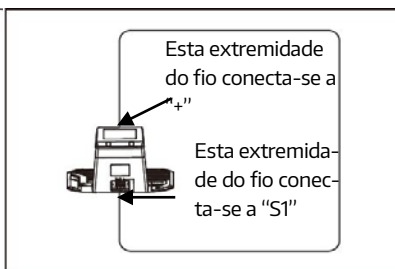 Esta extremidade
do fio conecta-se a
“+”
Esta extremida-
de do fio conec-
ta-se a “S1”